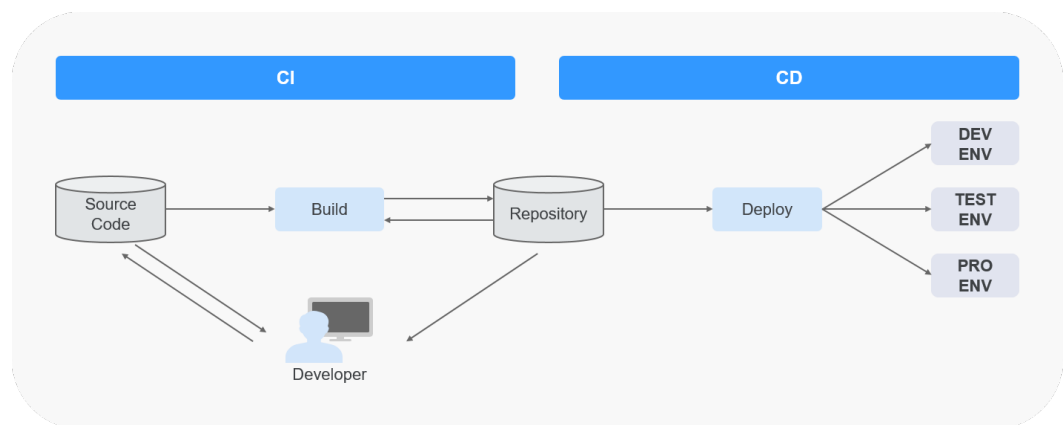 CI
CD
Source
Code
Build
Repository
Deploy
DEV
ENV
TEST
ENV
PRO
ENV
Developer